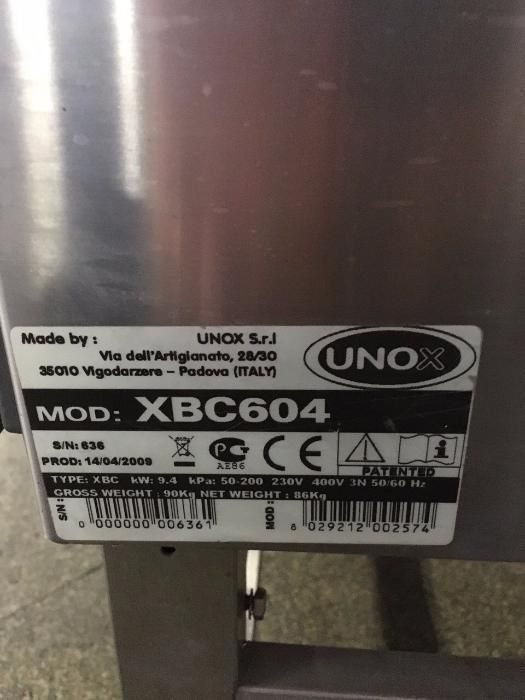 Made by : UNOX S.r.l
Via dell'Artigianato, 28/30
35010 Vigodarzere - Padova (ITALY)
UNOX
MOD: XBC604
S/N: 636
PROD: 14/04/2009
PG
AE86
CE
i
PATENTED
TYPE: XBC kW: 9.4 kPa: 50-200 230V 400V 3N 50/60 Hz
GROSS WEIGHT : 90Kg NET WEIGHT : 86Kg
S/N:
0 000000 006361
MOD:
8 029212 002574